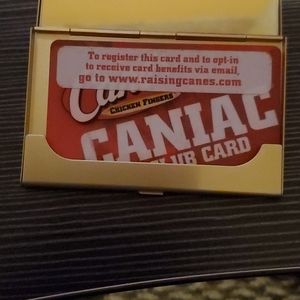 To register this card and to opt-in
to receive card benefits via email,
go to www.raisingcanes.com
CHICKEN FINGERS
CANIAC
CARD